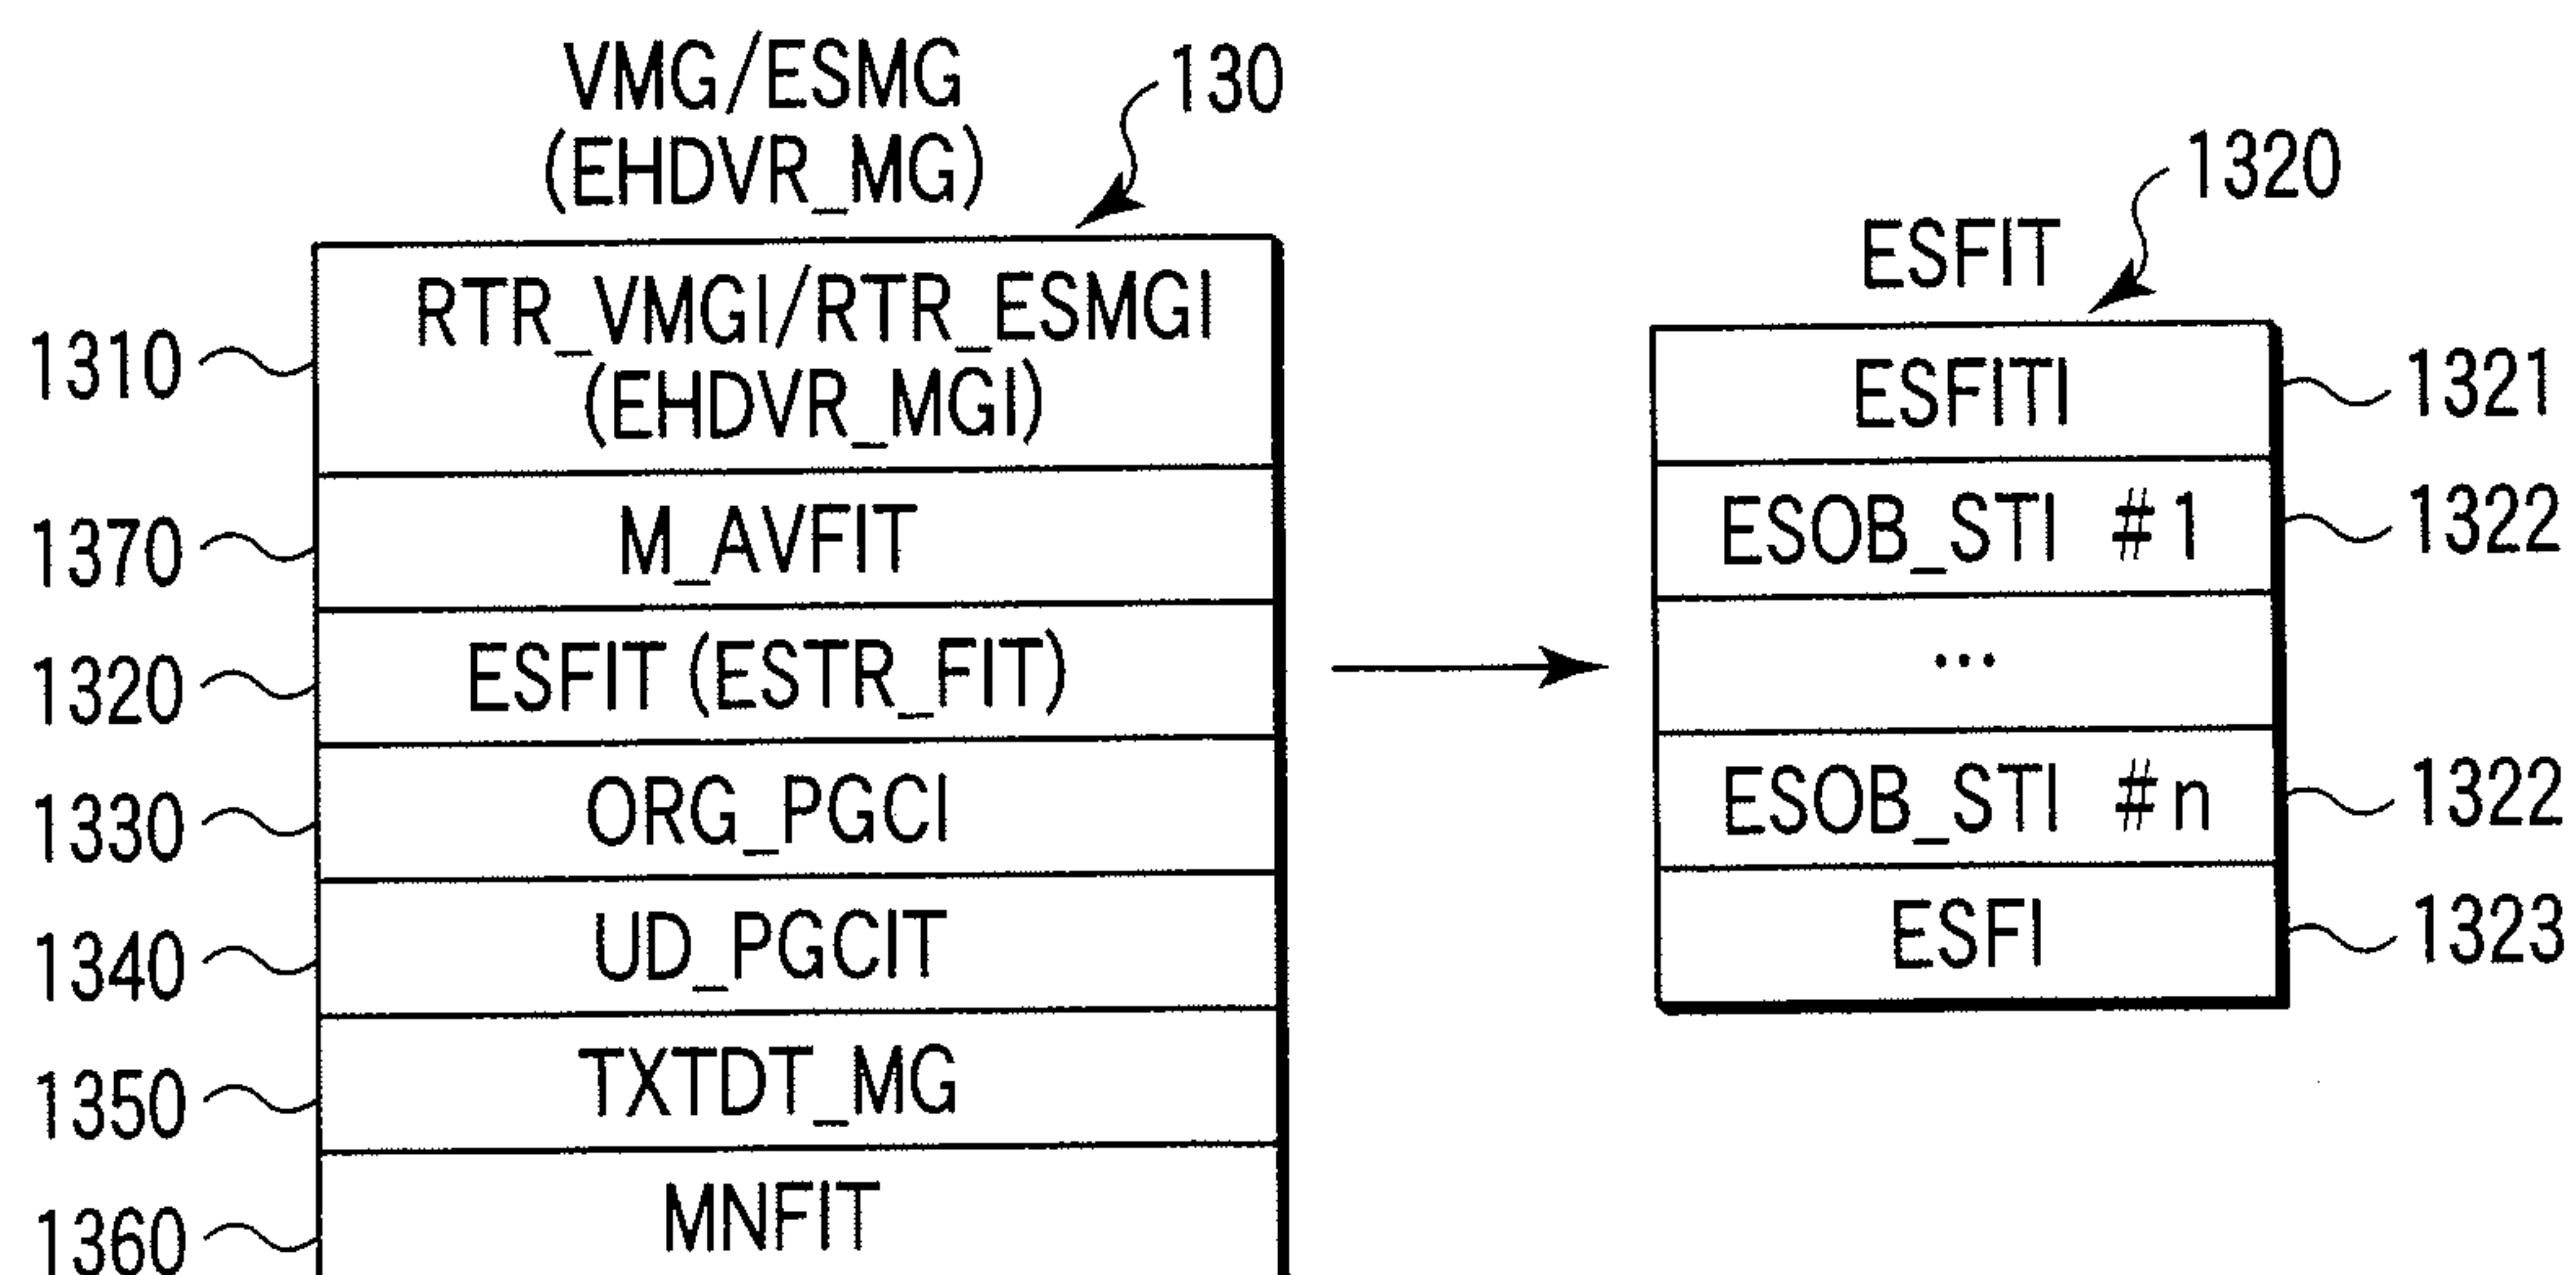 VMG/ESMG
(EHDVR_MG)
130
RTR_VMGI/RTR_ESMGI
(EHDVR_MGI)
1310
M_AVFIT
1370
ESFIT (ESTR_FIT)
1320
ORG_PGCI
1330
UD_PGCIT
1340
TXTDT_MG
1350
MNFIT
1360
ESFIT
1320
ESFITI
1321
ESOB_STI #1
1322
...
ESOB_STI #n
1322
ESFI
1323